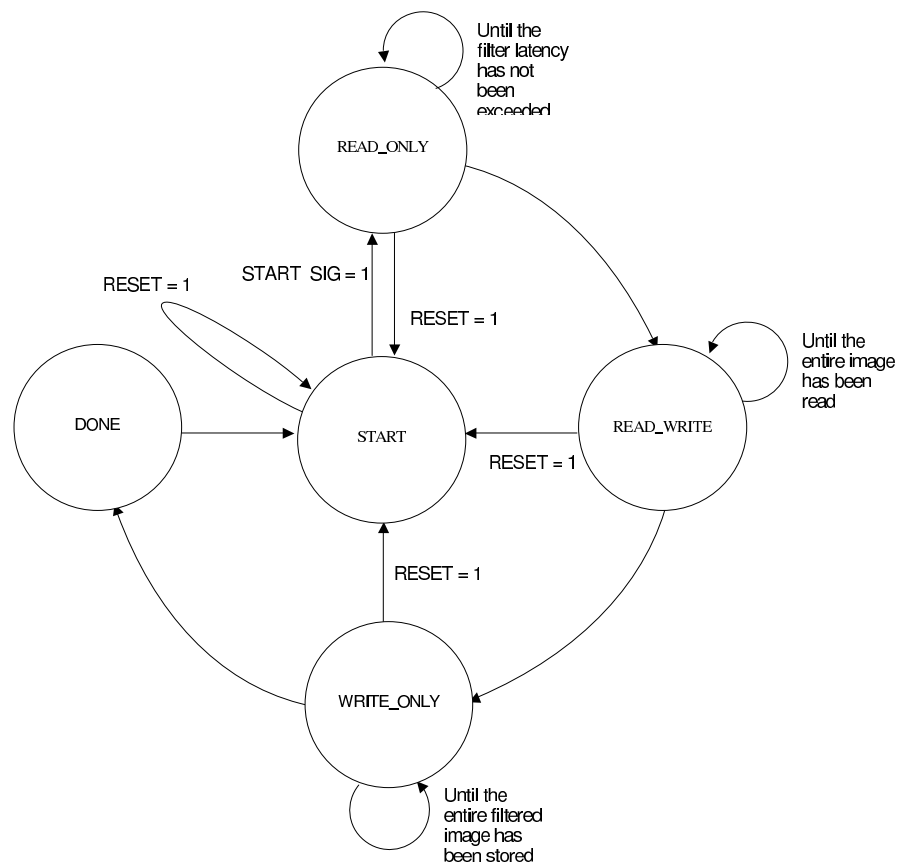 Until the
filter latency
has not
been
exceeded
READ_ONLY
START SIG = 1
RESET = 1
RESET = 1
Until the
entire image
has been
read
DONE
START
READ_WRITE
RESET = 1
RESET = 1
WRITE_ONLY
Until the
entire filtered
image has
been stored